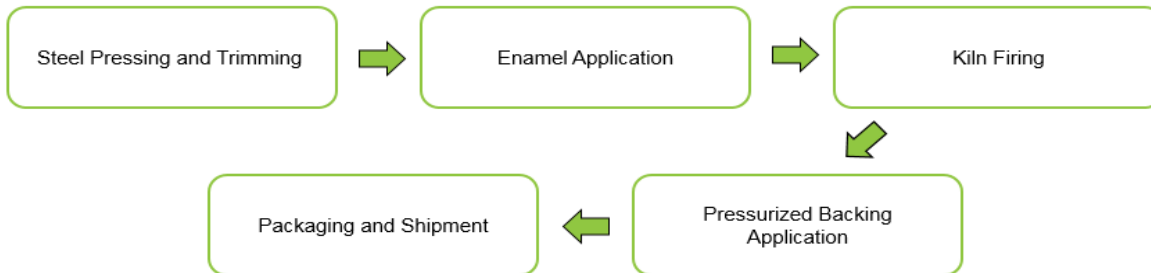 Steel Pressing and Trimming
Enamel Application
Kiln Firing
Pressurized Backing
Application
Packaging and Shipment